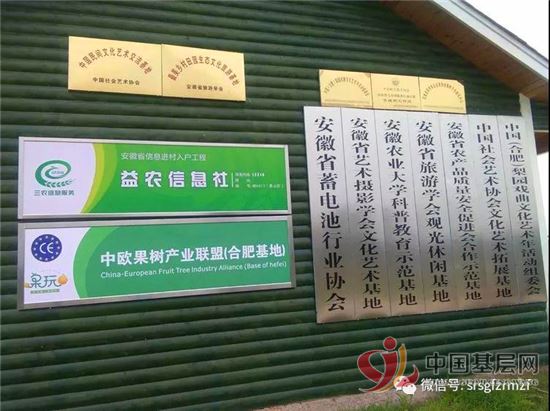 中国民间文化艺术交流基地
中国社会艺术协会
最美乡村田园生态文化旅游基地
安徽省旅游学会
安徽省信息进村入户工程
益农信息社
三农信息服务
中欧果树产业联盟(合肥基地)
China-European Fruit Tree Industry Alliance (Base of hefei)
CE
果玩
安徽省蓄电池行业协会
安徽省艺术摄影学会文化艺术基地
安徽农业大学科普教育示范基地
安徽省旅游学会观光休闲基地
安徽省农产品质量安全促进会合作示范基地
中国社会艺术协会文化艺术拓展基地
中国(合肥)梨园戏曲文化艺术年活动组委会
中国基层网
微信号: srsgfzrmzf